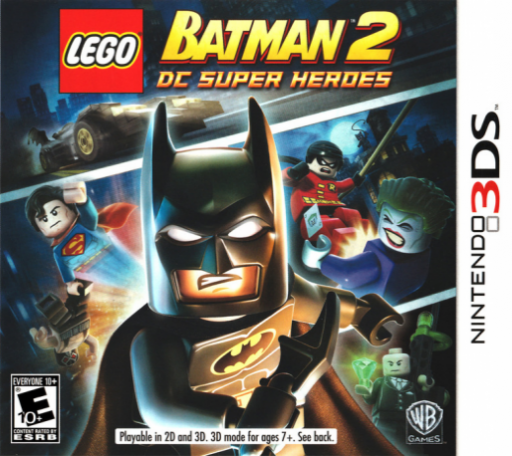 LEGO
BATMAN 2
™
DC SUPER HEROES
NINTENDO 3DS
EVERYONE 10+
E
10+
CONTENT RATED BY
ESRB
Playable in 2D and 3D. 3D mode for ages 7+. See back.
WB
GAMES